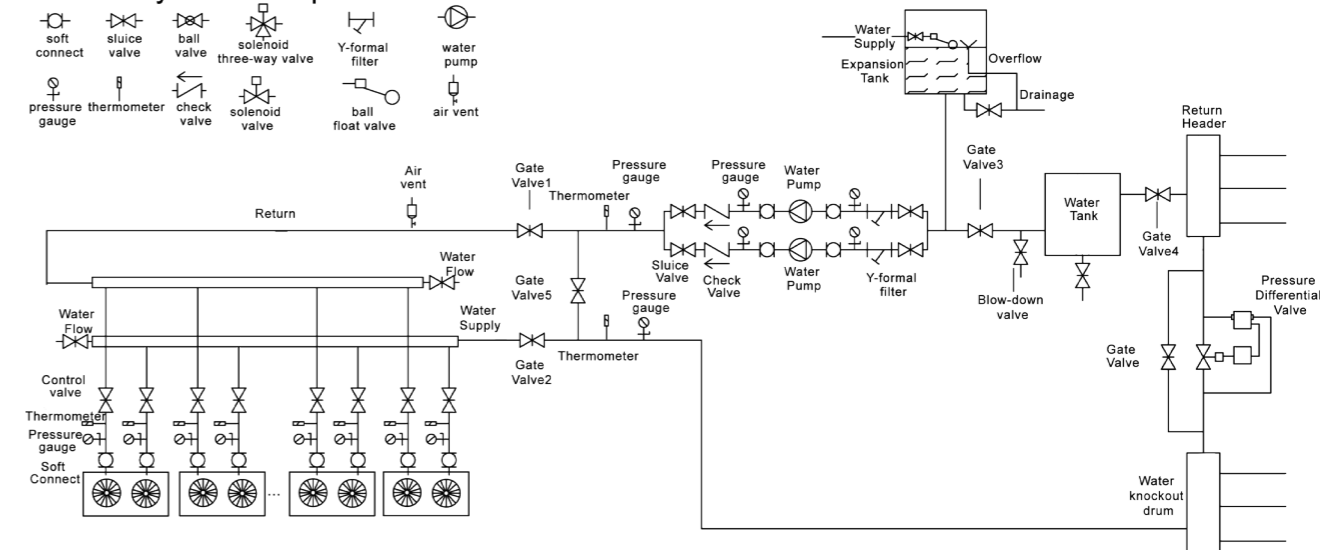 soft
connect
sluice
valve
ball
valve
solenoid
three-way valve
Y-formal
filter
water
pump
pressure
gauge
thermometer
check
valve
solenoid
valve
ball
float valve
air vent
Water
Supply
Expansion
Tank
Overflow
Drainage
Return
Header
Gate
Valve3
Air
vent
Gate
Valve1
Thermometer
Pressure
gauge
Pressure
gauge
Water
Pump
Return
Water
Tank
Gate
Valve4
Water
Flow
Gate
Valve5
Sluice
Valve
Check
Valve
Water
Pump
Y-formal
filter
Blow-down
valve
Pressure
Differential
Valve
Pressure
gauge
Water
Flow
Water
Supply
Gate
Valve2
Thermometer
Gate
Valve
Control
valve
Thermometer
Pressure
gauge
Soft
Connect
...
Water
knockout
drum